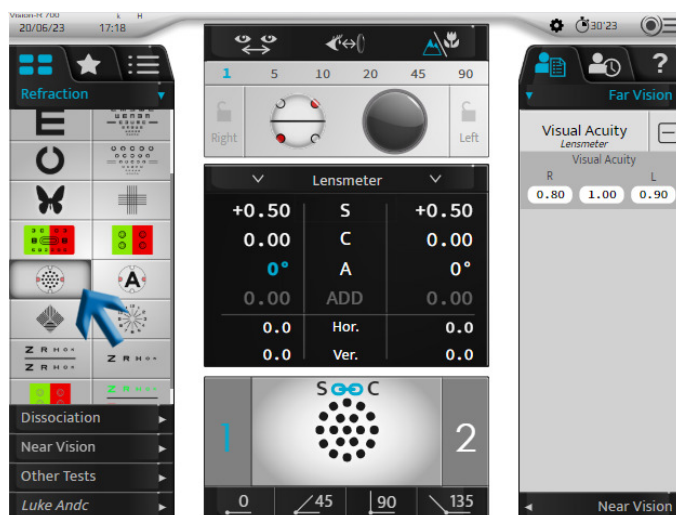 Vision-R 700
20/06/23 17:18
L H
30'23
Refraction
E
A
Z R H
Z R H
Z R H
Dissociation
Near Vision
Other Tests
Luke Andc
1 5 10 20 45 90
Right Left
Lensmeter
+0.50 S +0.50
0.00 C 0.00
0° A 0°
0.00 ADD 0.00
0.0 Hor. 0.0
0.0 Ver. 0.0
S C
1 2
0 45 90 135
?
Far Vision
Visual Acuity
Lensmeter
Visual Acuity
R L
0.80 1.00 0.90
Near Vision